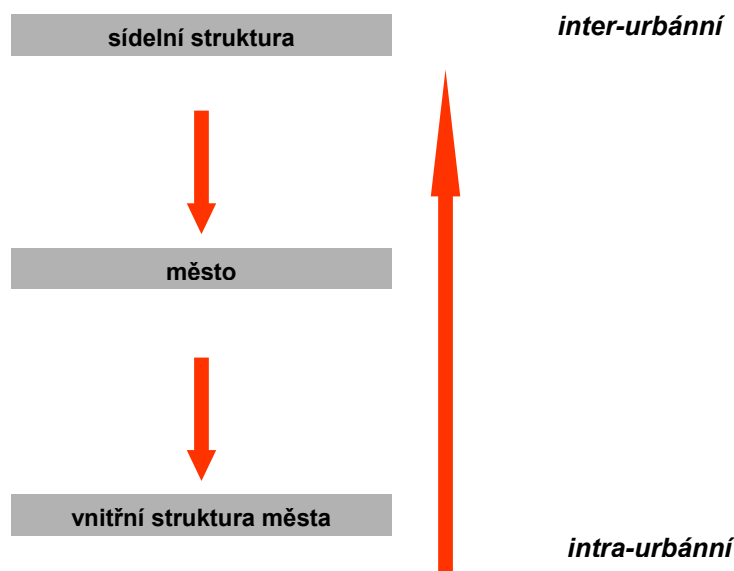 sídelní struktura
inter-urbánní
město
vnitřní struktura města
intra-urbánní